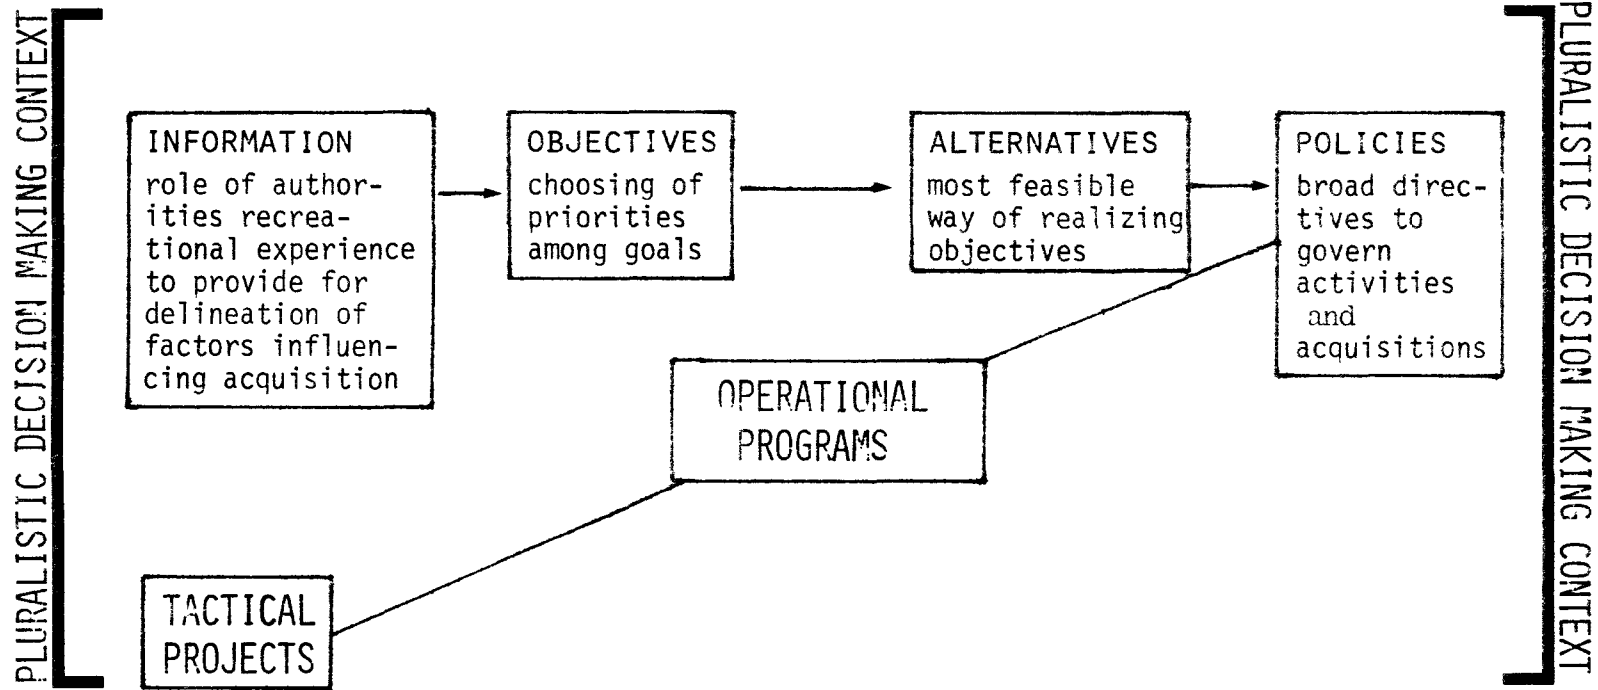 PLURALISTIC DECISION MAKING CONTEXT
INFORMATION
role of author-
ities recrea-
tional experience
to provide for
delineation of
factors influen-
cing acquisition
OBJECTIVES
choosing of
priorities
among goals
ALTERNATIVES
most feasible
way of realizing
objectives
POLICIES
broad direc-
tives to
govern
activities
and
acquisitions
OPERATIONAL
PROGRAMS
TACTICAL
PROJECTS
PLURALISTIC DECISION MAKING CONTEXT